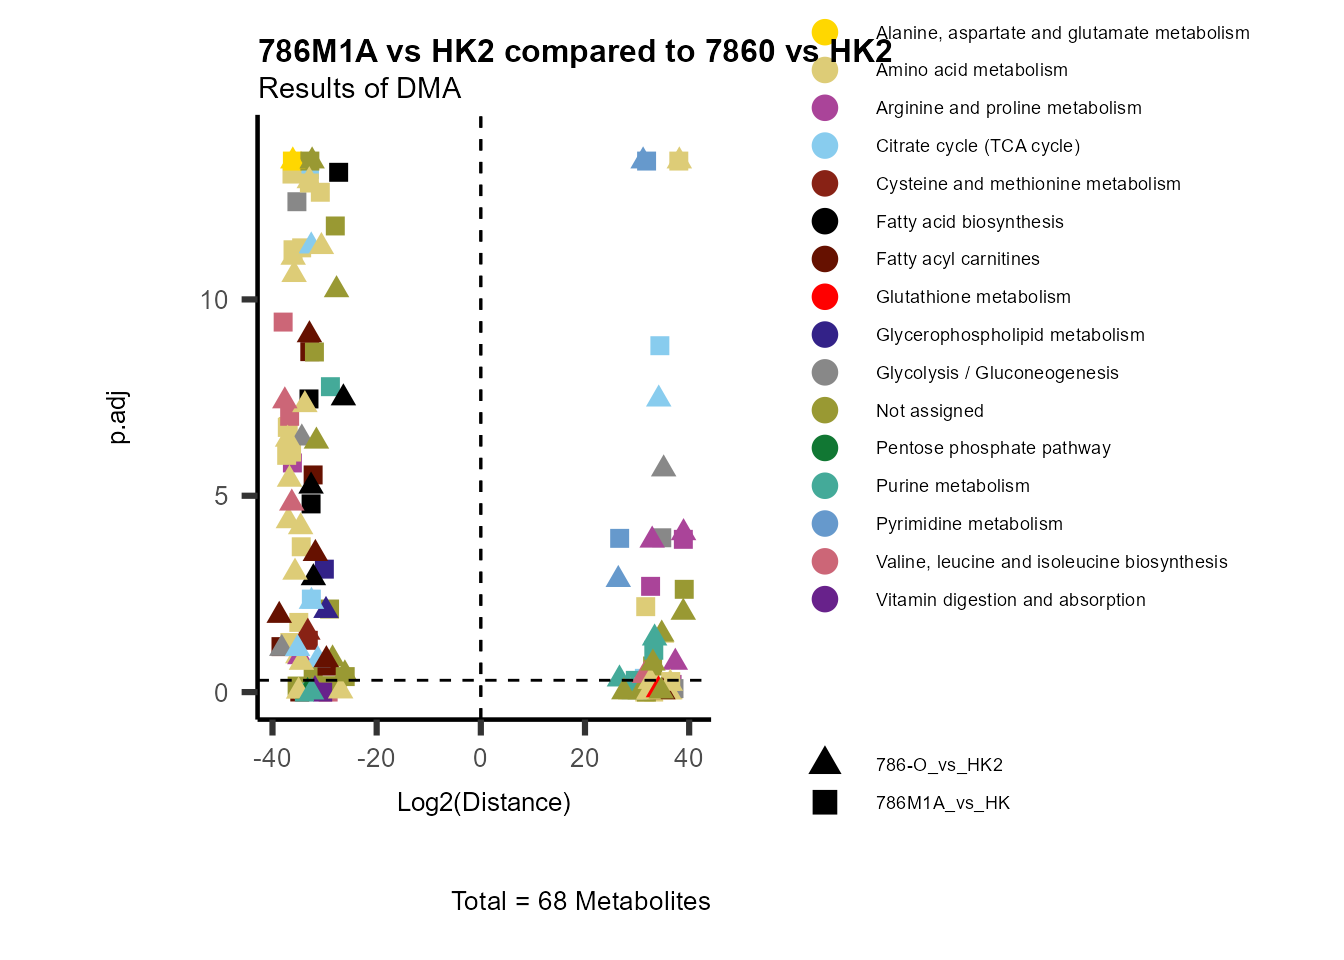 786M1A vs HK2 compared to 7860 vs HK2
Results of DMA
p.adj
10
5
0
-40
-20
0
20
40
Log2(Distance)
Total = 68 Metabolites
Alanine, aspartate and glutamate metabolism
Amino acid metabolism
Arginine and proline metabolism
Citrate cycle (TCA cycle)
Cysteine and methionine metabolism
Fatty acid biosynthesis
Fatty acyl carnitines
Glutathione metabolism
Glycerophospholipid metabolism
Glycolysis / Gluconeogenesis
Not assigned
Pentose phosphate pathway
Purine metabolism
Pyrimidine metabolism
Valine, leucine and isoleucine biosynthesis
Vitamin digestion and absorption
786-O_vs_HK2
786M1A_vs_HK